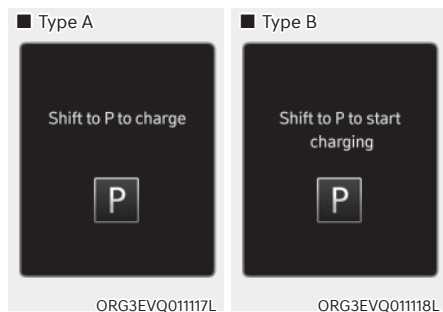 ■ Type A
Shift to P to charge
P
ORG3EVQ011117L
■ Type B
Shift to P to start
charging
P
ORG3EVQ011118L